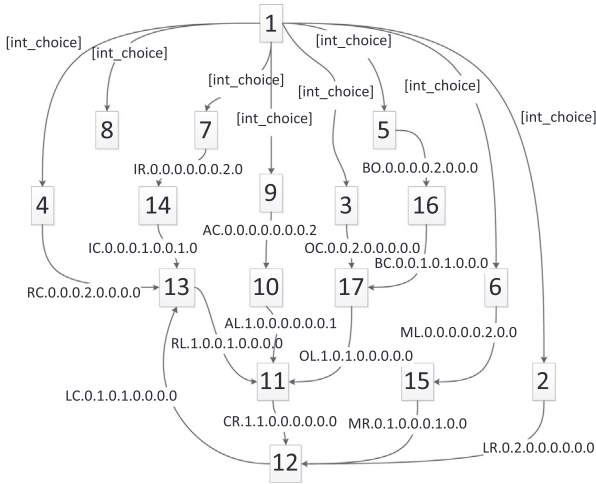 1
[int_choice]
[int_choice]
[int_choice]
[int_choice]
[int_choice]
[int_choice]
[int_choice]
[int_choice]
8
7
5
IR.0.0.0.0.0.0.2.0
BO.0.0.0.0.2.0.0.0
4
14
9
3
16
AC.0.0.0.0.0.0.0.2
IC.0.0.0.1.0.0.1.0
OC.0.0.2.0.0.0.0.0
BC.0.0.1.0.1.0.0.0
RC.0.0.0.2.0.0.0.0
13
10
17
6
AL.1.0.0.0.0.0.0.1
ML.0.0.0.0.0.2.0.0
RL.1.0.0.1.0.0.0.0
OL.1.0.1.0.0.0.0.0
11
15
2
LC.0.1.0.1.0.0.0.0
CR.1.1.0.0.0.0.0.0
MR.0.1.0.0.0.1.0.0
LR.0.2.0.0.0.0.0.0
12